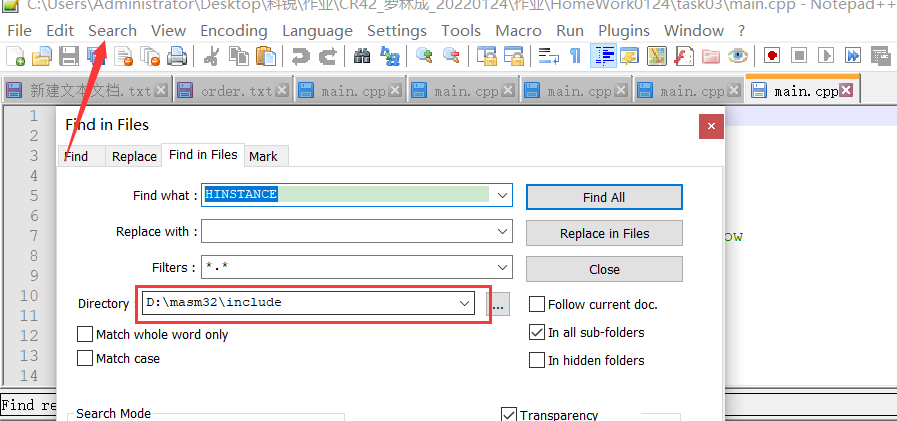 C:\Users\Administrator\Desktop\科锐\作业\CR42_罗林成_20220124\作业\HomeWork0124\task03\main.cpp - Notepad++
File Edit Search View Encoding Language Settings Tools Macro Run Plugins Window ?
新建文本文档.txt order.txt main.cpp main.cpp main.cpp main.cpp main.cpp
1
2
3
4
5
6
7
8
9
10
11
12
13
14
Find in Files
Find Replace Find in Files Mark
Find what : HINSTANCE Find All
Replace with : Replace in Files
ow
Filters : *.* Close
Directory : D:\masm32\include ... Follow current doc.
Match whole word only In all sub-folders
Match case In hidden folders
Find re
Search Mode Transparency